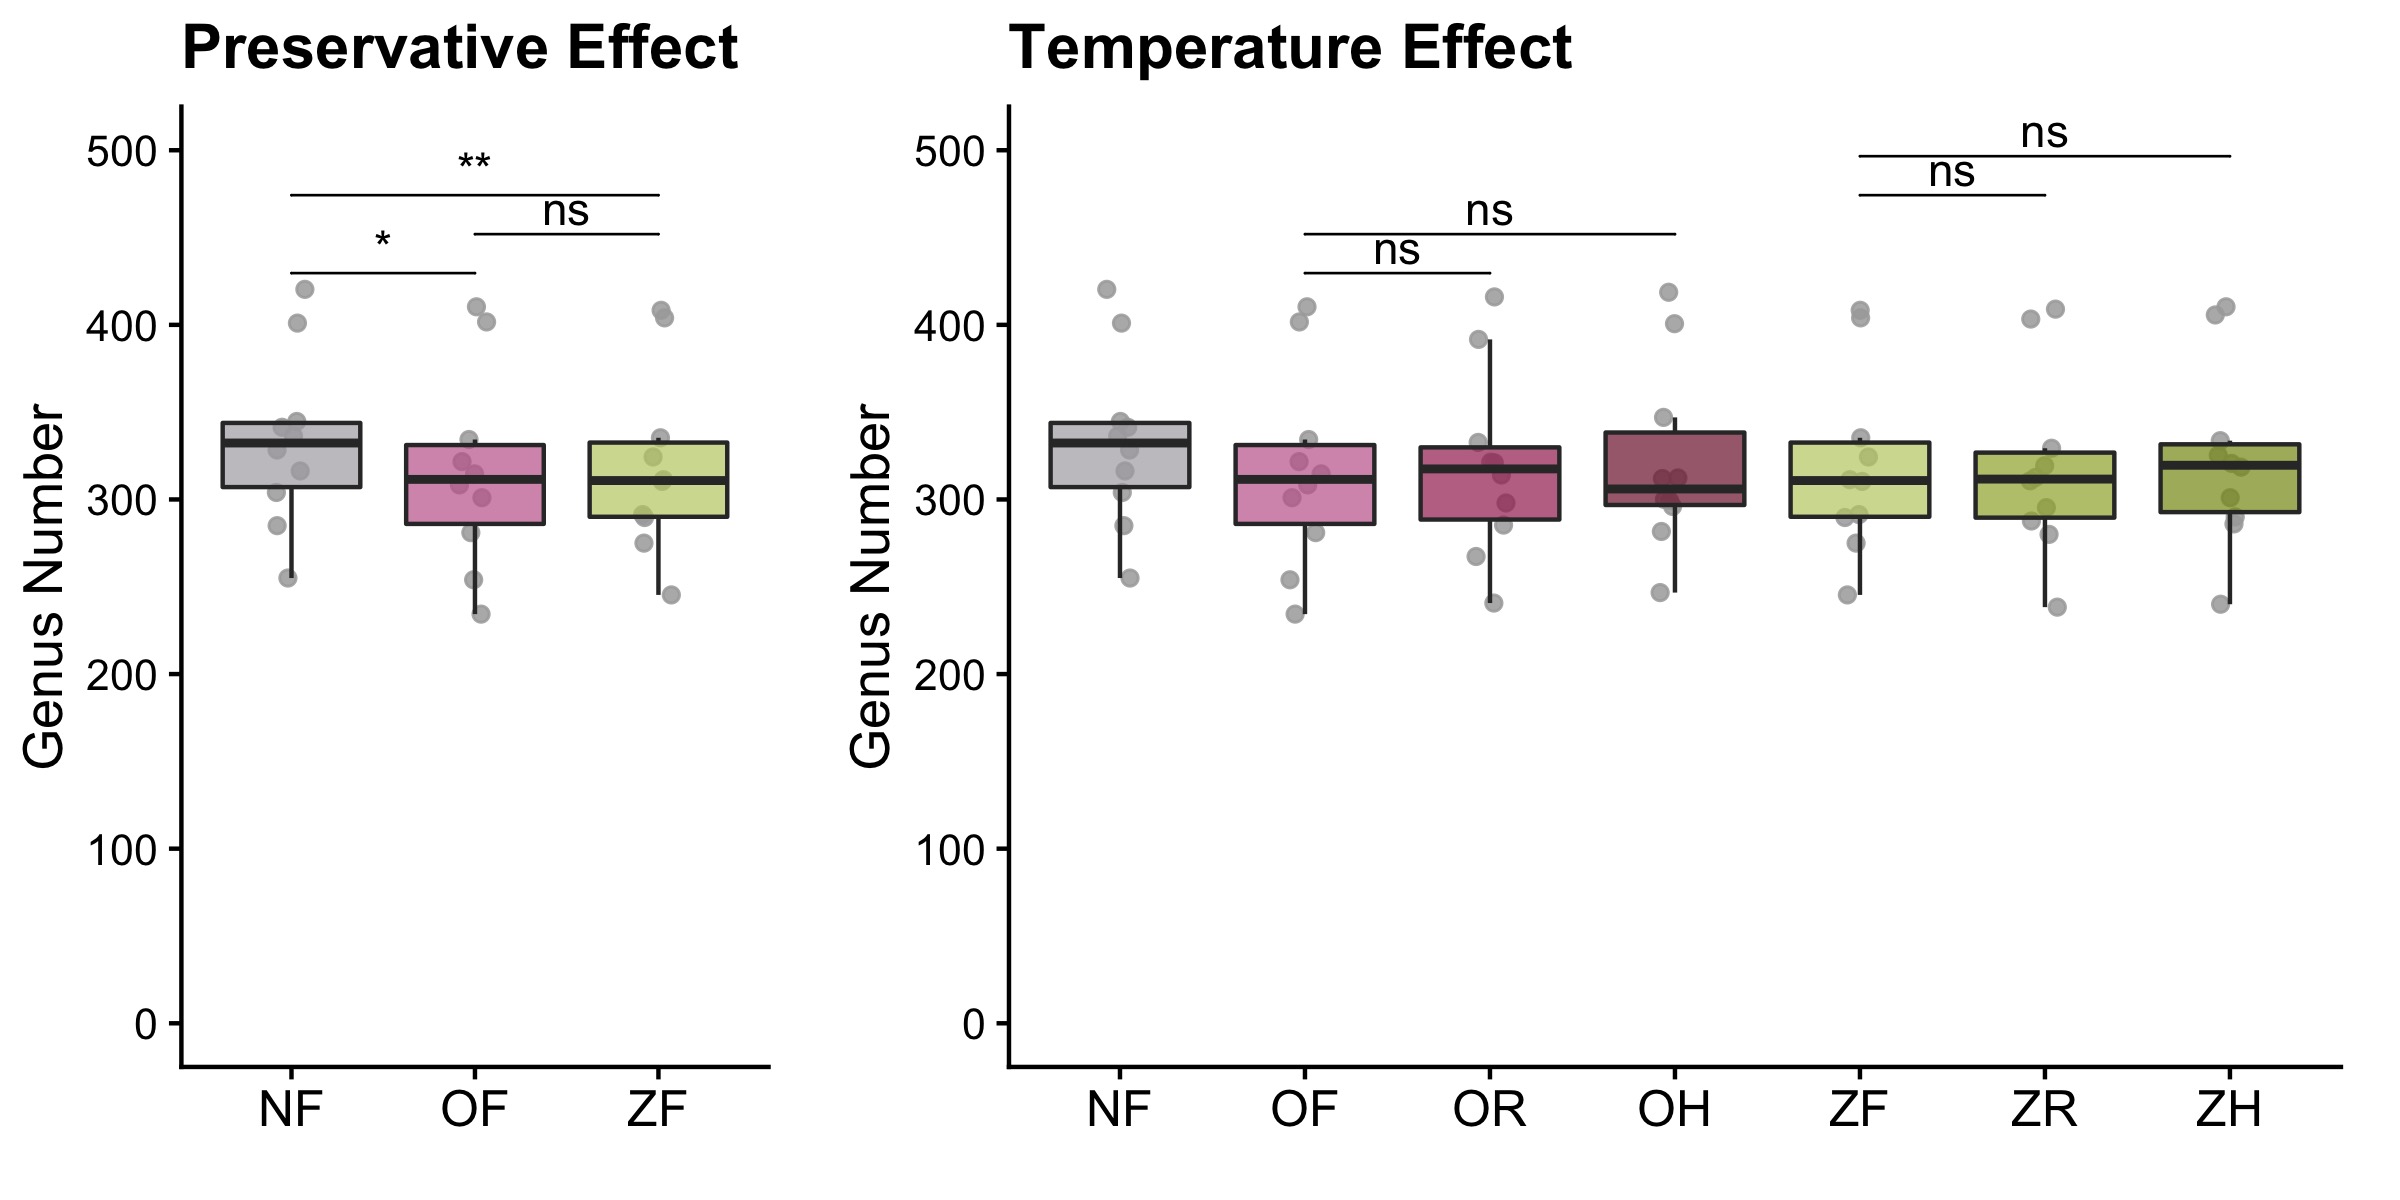 Preservative Effect
Genus Number
500
400
300
200
100
0
**
ns
*
NF OF ZF
Temperature Effect
Genus Number
500
400
300
200
100
0
ns
ns
ns
ns
NF OF OR OH ZF ZR ZH